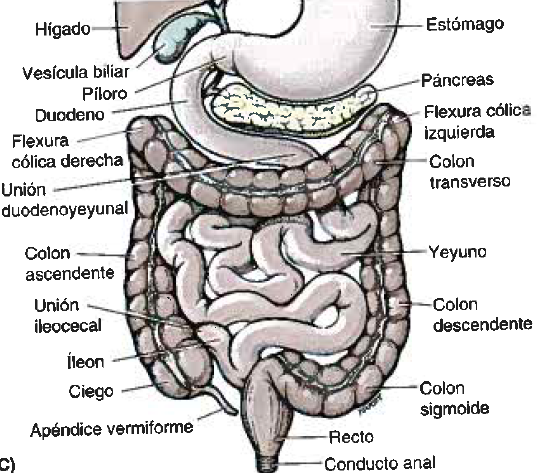 Hígado
Vesícula biliar
Píloro
Duodeno
Flexura
cólica derecha
Unión
duodenoyeyunal
Colon
ascendente
Unión
ileocecal
Íleon
Ciego
Apéndice vermiforme
C)
Estómago
Páncreas
Flexura cólica
izquierda
Colon
transverso
Yeyuno
Colon
descendente
Colon
sigmoide
Recto
Conducto anal